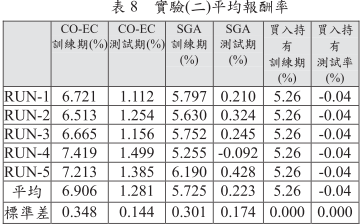 表 8 實驗(二)平均報酬率
CO-EC 訓練期(%) CO-EC 測試期(%) SGA 訓練期 (%) SGA 測試期 (%) 買入持有 訓練期 (%) 買入持有 測試率 (%)
RUN-1 6.721 1.112 5.797 0.210 5.26 -0.04
RUN-2 6.513 1.254 5.630 0.324 5.26 -0.04
RUN-3 6.665 1.156 5.752 0.245 5.26 -0.04
RUN-4 7.419 1.499 5.255 -0.092 5.26 -0.04
RUN-5 7.213 1.385 6.190 0.428 5.26 -0.04
平均 6.906 1.281 5.725 0.223 5.26 -0.04
標準差 0.348 0.144 0.301 0.174 0.000 0.000